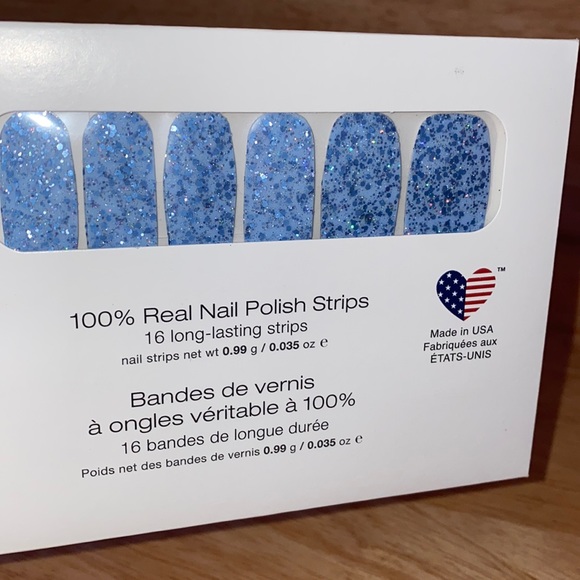 100% Real Nail Polish Strips
16 long-lasting strips
nail strips net wt 0.99 g / 0.035 oz ℮
Bandes de vernis
à ongles véritable à 100%
16 bandes de longue durée
Poids net des bandes de vernis 0.99 g / 0.035 oz ℮
™
Made in USA
Fabriquées aux
ÉTATS-UNIS